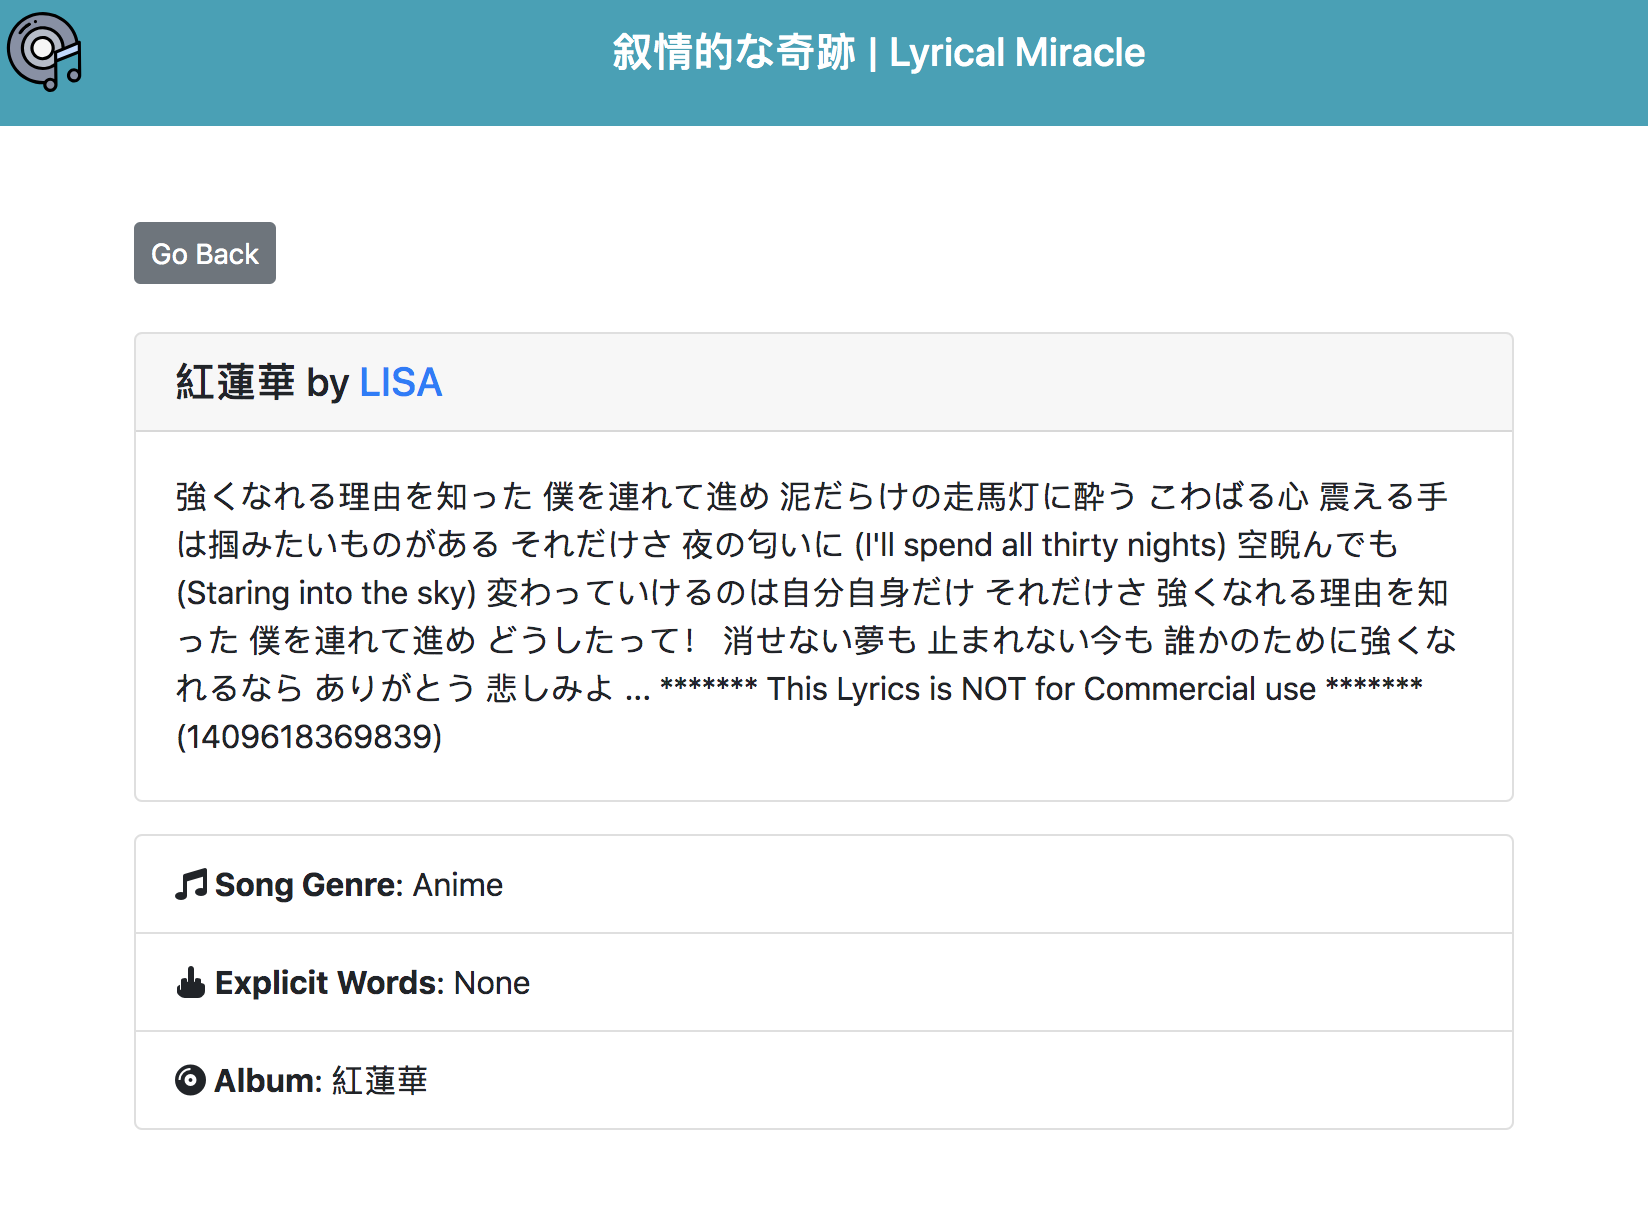 叙情的な奇跡 | Lyrical Miracle
Go Back
紅蓮華 by LISA
強くなれる理由を知った 僕を連れて進め 泥だらけの走馬灯に酔う こわばる心 震える手
は掴みたいものがある それだけさ 夜の匂いに (I'll spend all thirty nights) 空睨んでも
(Staring into the sky) 変わっていけるのは自分自身だけ それだけさ 強くなれる理由を知
った 僕を連れて進め どうしたって！ 消せない夢も 止まれない今も 誰かのために強くな
れるなら ありがとう 悲しみよ ... ******* This Lyrics is NOT for Commercial use *******
(1409618369839)
Song Genre: Anime
Explicit Words: None
Album: 紅蓮華